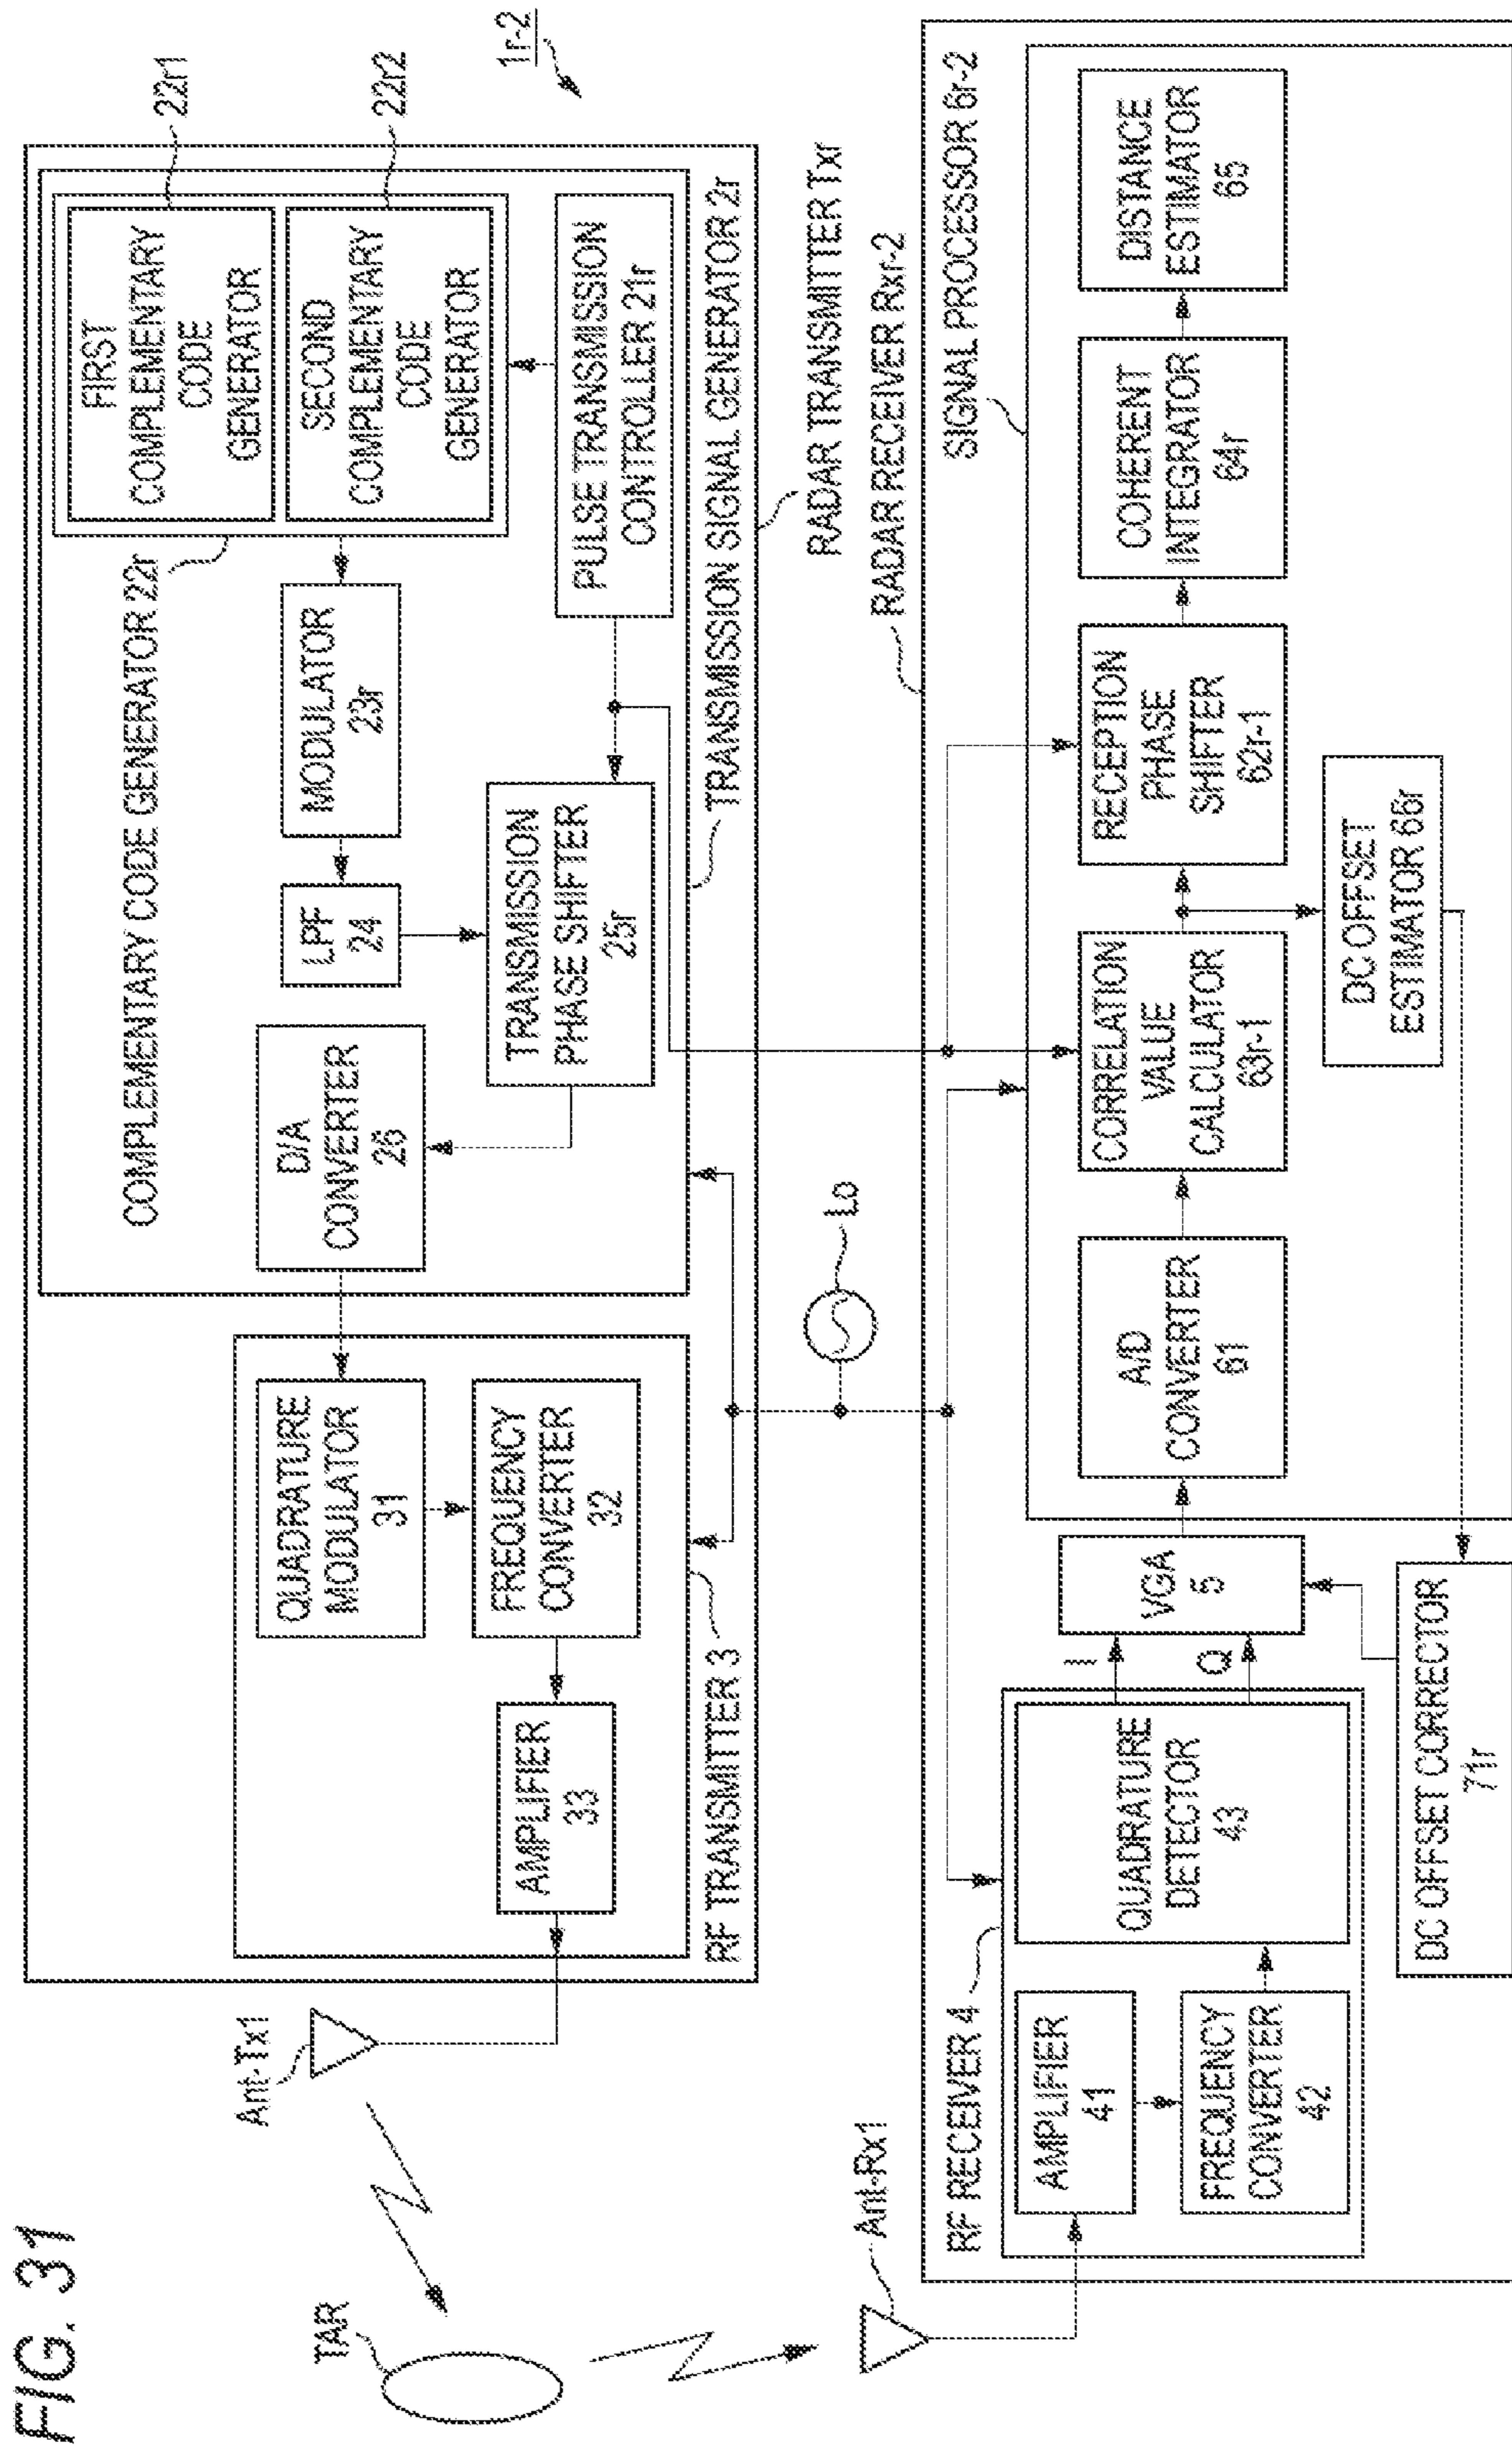 FIG. 31
1r-2
22r1
22r2
COMPLEMENTARY CODE GENERATOR 22r
FIRST
COMPLEMENTARY
CODE
GENERATOR
SECOND
COMPLEMENTARY
CODE
GENERATOR
PULSE TRANSMISSION
CONTROLLER 21r
MODULATOR
23r
LPF
24
TRANSMISSION
PHASE SHIFTER
25r
D/A
CONVERTER
26
TRANSMISSION SIGNAL GENERATOR 2r
RADAR TRANSMITTER Txr
QUADRATURE
MODULATOR
31
FREQUENCY
CONVERTER
32
AMPLIFIER
33
RF TRANSMITTER 3
Ant-Tx1
TAR
Ant-Rx1
Lo
RADAR RECEIVER Rxr-2
RF RECEIVER 4
AMPLIFIER
41
FREQUENCY
CONVERTER
42
QUADRATURE
DETECTOR
43
I
Q
VGA
5
DC OFFSET CORRECTOR
71r
SIGNAL PROCESSOR 6r-2
A/D
CONVERTER
61
CORRELATION
VALUE
CALCULATOR
63r-1
RECEPTION
PHASE
SHIFTER
62r-1
COHERENT
INTEGRATOR
64r
DISTANCE
ESTIMATOR
65
DC OFFSET
ESTIMATOR 66r